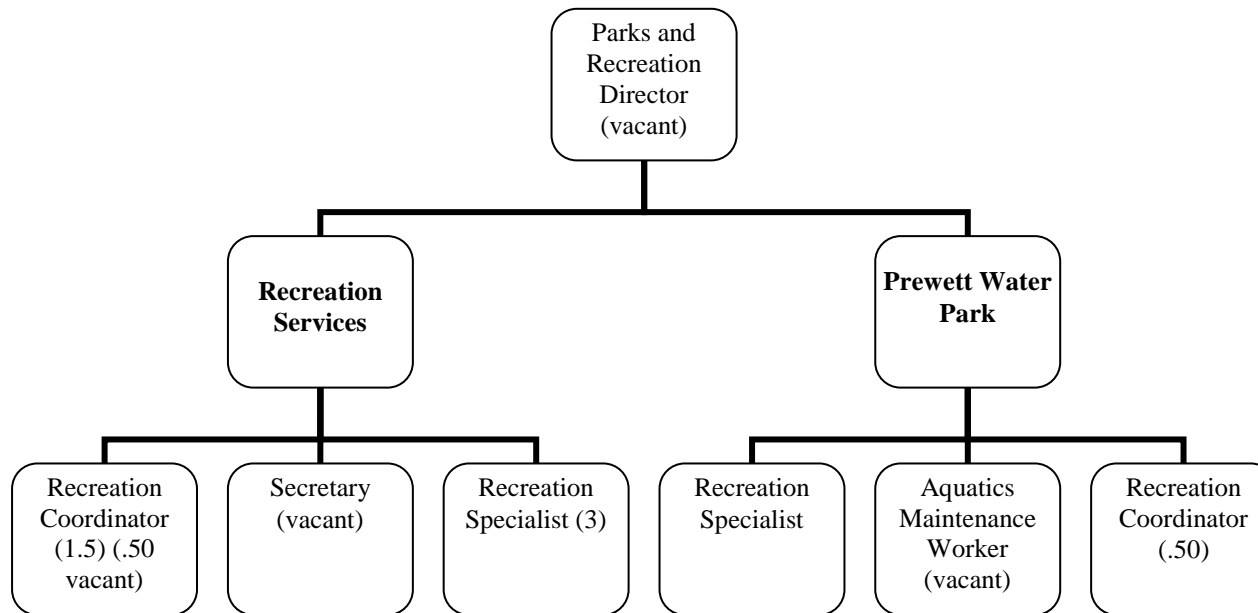 Parks and
Recreation
Director
(vacant)
Recreation
Services
Prewett Water
Park
Recreation
Coordinator
(1.5) (.50
vacant)
Secretary
(vacant)
Recreation
Specialist (3)
Recreation
Specialist
Aquatics
Maintenance
Worker
(vacant)
Recreation
Coordinator
(.50)